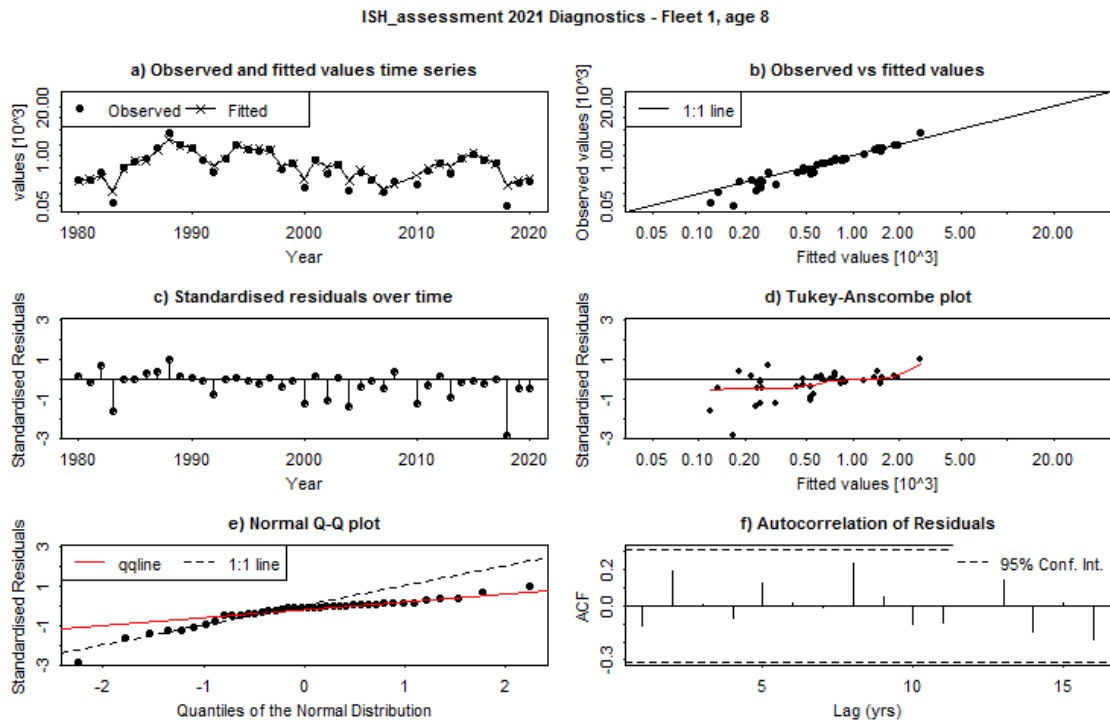 ISH_assessment 2021 Diagnostics - Fleet 1, age 8
a) Observed and fitted values time series
values [10^3]
20.00
1.00
0.05
Observed
Fitted
1980
1990
2000
2010
2020
Year
b) Observed vs fitted values
Observed values [10^3]
20.00
1.00
0.05
1:1 line
0.05
0.10
0.20
0.50
1.00
2.00
5.00
20.00
Fitted values [10^3]
c) Standardised residuals over time
Standardised Residuals
3
1
-1
-3
1980
1990
2000
2010
2020
Year
d) Tukey-Anscombe plot
Standardised Residuals
3
1
-1
-3
0.05
0.10
0.20
0.50
1.00
2.00
5.00
20.00
Fitted values [10^3]
e) Normal Q-Q plot
Standardised Residuals
3
1
-1
-3
qqline
1:1 line
-2
-1
0
1
2
Quantiles of the Normal Distribution
f) Autocorrelation of Residuals
ACF
0.2
0.0
-0.3
95% Conf. Int.
5
10
15
Lag (yrs)